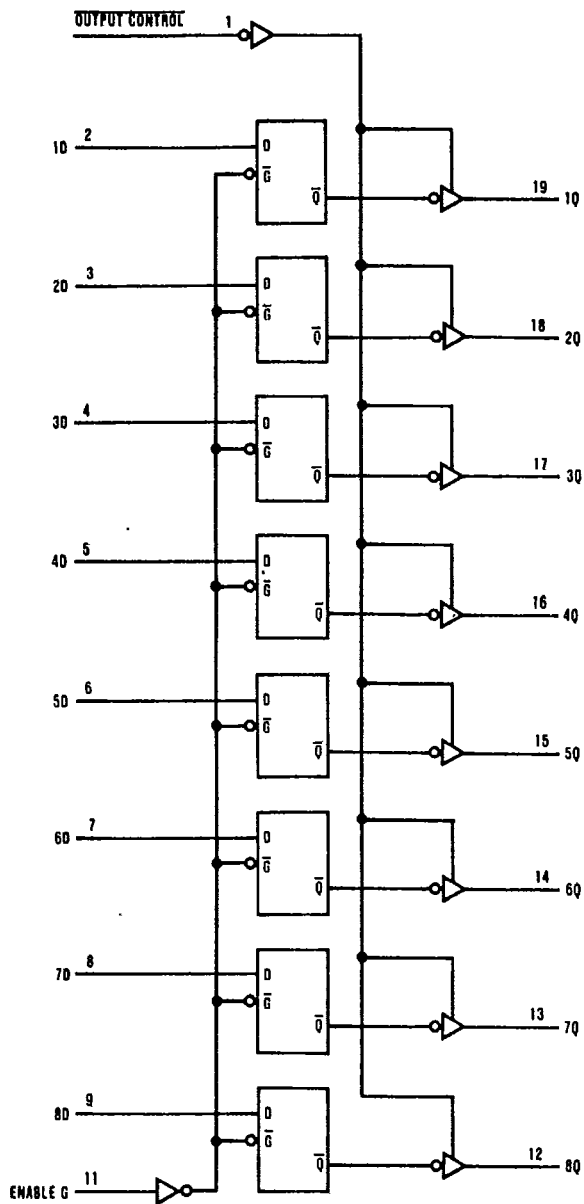 OUTPUT CONTROL 1
1D 2
D
G
Q
19 1Q
2D 3
D
G
Q
18 2Q
3D 4
D
G
Q
17 3Q
4D 5
D
G
Q
16 4Q
5D 6
D
G
Q
15 5Q
6D 7
D
G
Q
14 6Q
7D 8
D
G
Q
13 7Q
8D 9
D
G
Q
12 8Q
ENABLE G 11